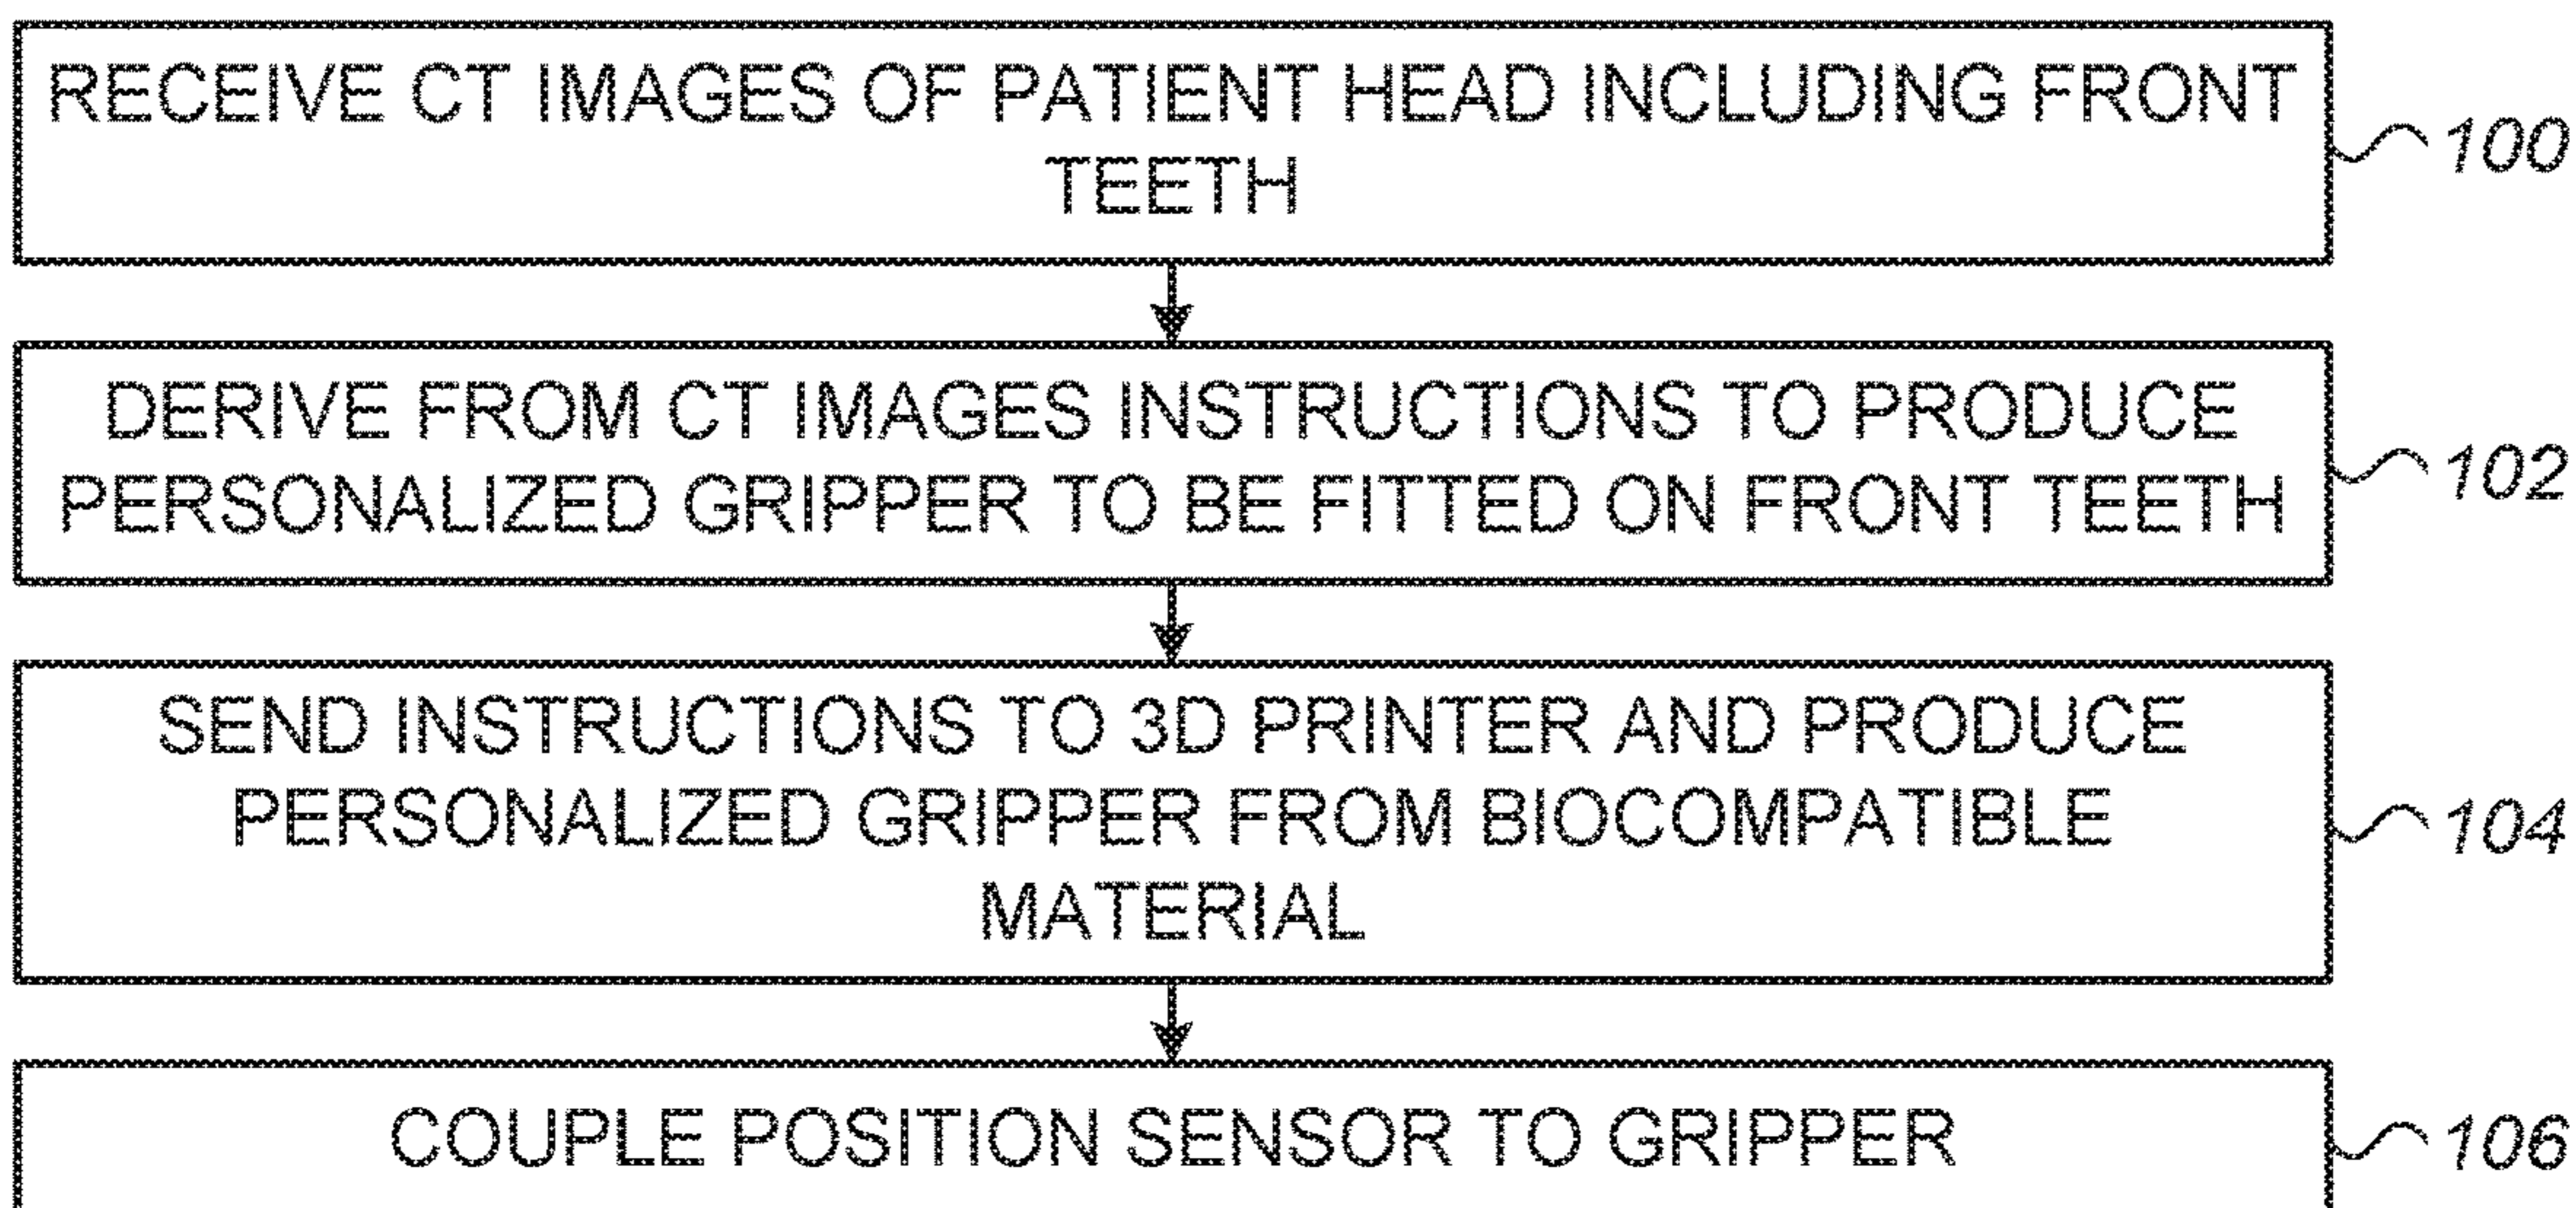 RECEIVE CT IMAGES OF PATIENT HEAD INCLUDING FRONT
TEETH
100
DERIVE FROM CT IMAGES INSTRUCTIONS TO PRODUCE
PERSONALIZED GRIPPER TO BE FITTED ON FRONT TEETH
102
SEND INSTRUCTIONS TO 3D PRINTER AND PRODUCE
PERSONALIZED GRIPPER FROM BIOCOMPATIBLE
MATERIAL
104
COUPLE POSITION SENSOR TO GRIPPER
106